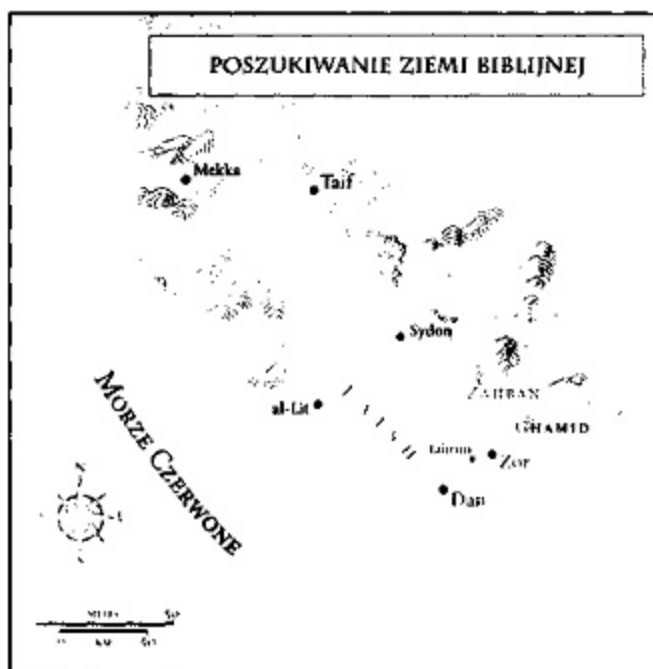 POSZUKIWANIE ZIEMI BIBLIJNEJ
Mekka
Taif
Sydon
ZAHRAN
al-Lit
GHAMID
Zor
Dan
MORZE CZERWONE
N